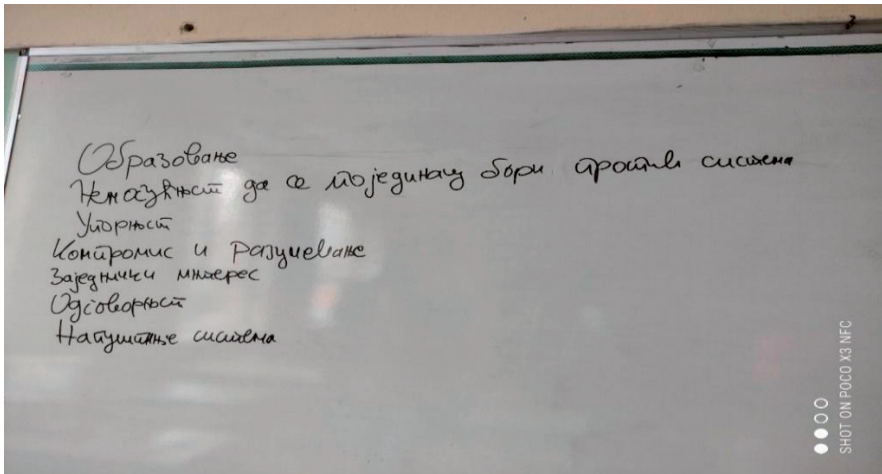 Образовање
Немогућност да се појединац бори против система
Упорност
Компромис и разумевање
Заједнички интерес
Одговорност
Напуштање система
SHOT ON POCO X3 NFC